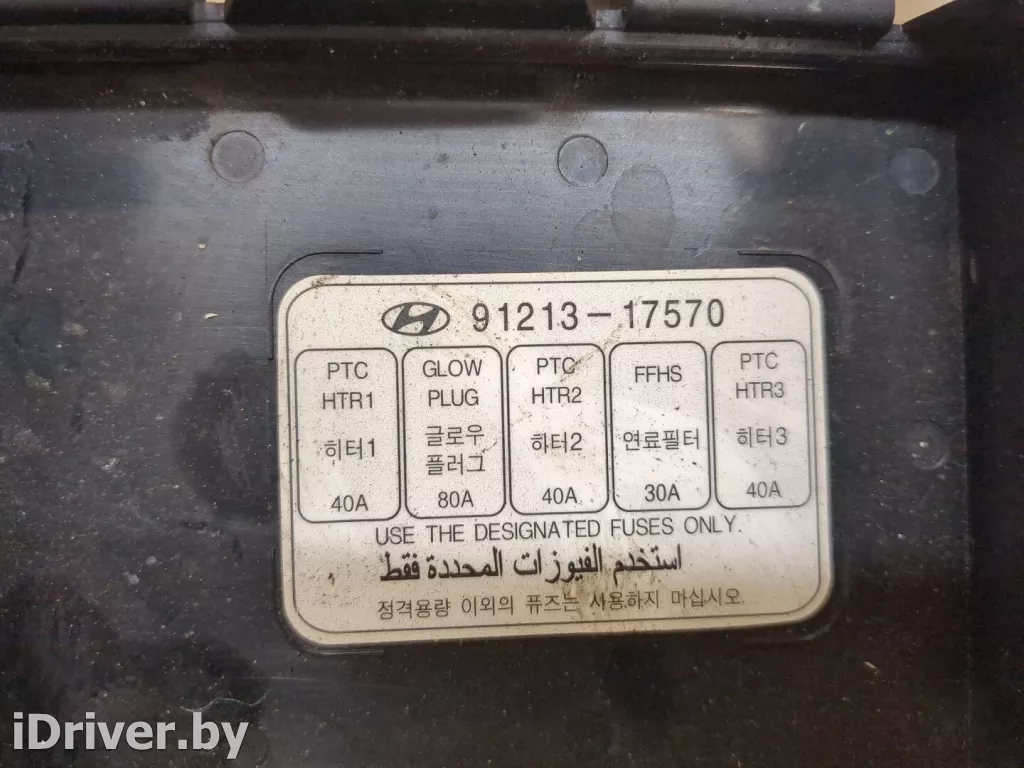 91213-17570
PTC
HTR1
히터1
40A
GLOW
PLUG
글로우
플러그
80A
PTC
HTR2
하터2
40A
FFHS
연료필터
30A
PTC
HTR3
히터3
40A
USE THE DESIGNATED FUSES ONLY.
استخدم الفيوزات المحددة فقط
정격용량 이외의 퓨즈는 사용하지 마십시오.
iDriver.by